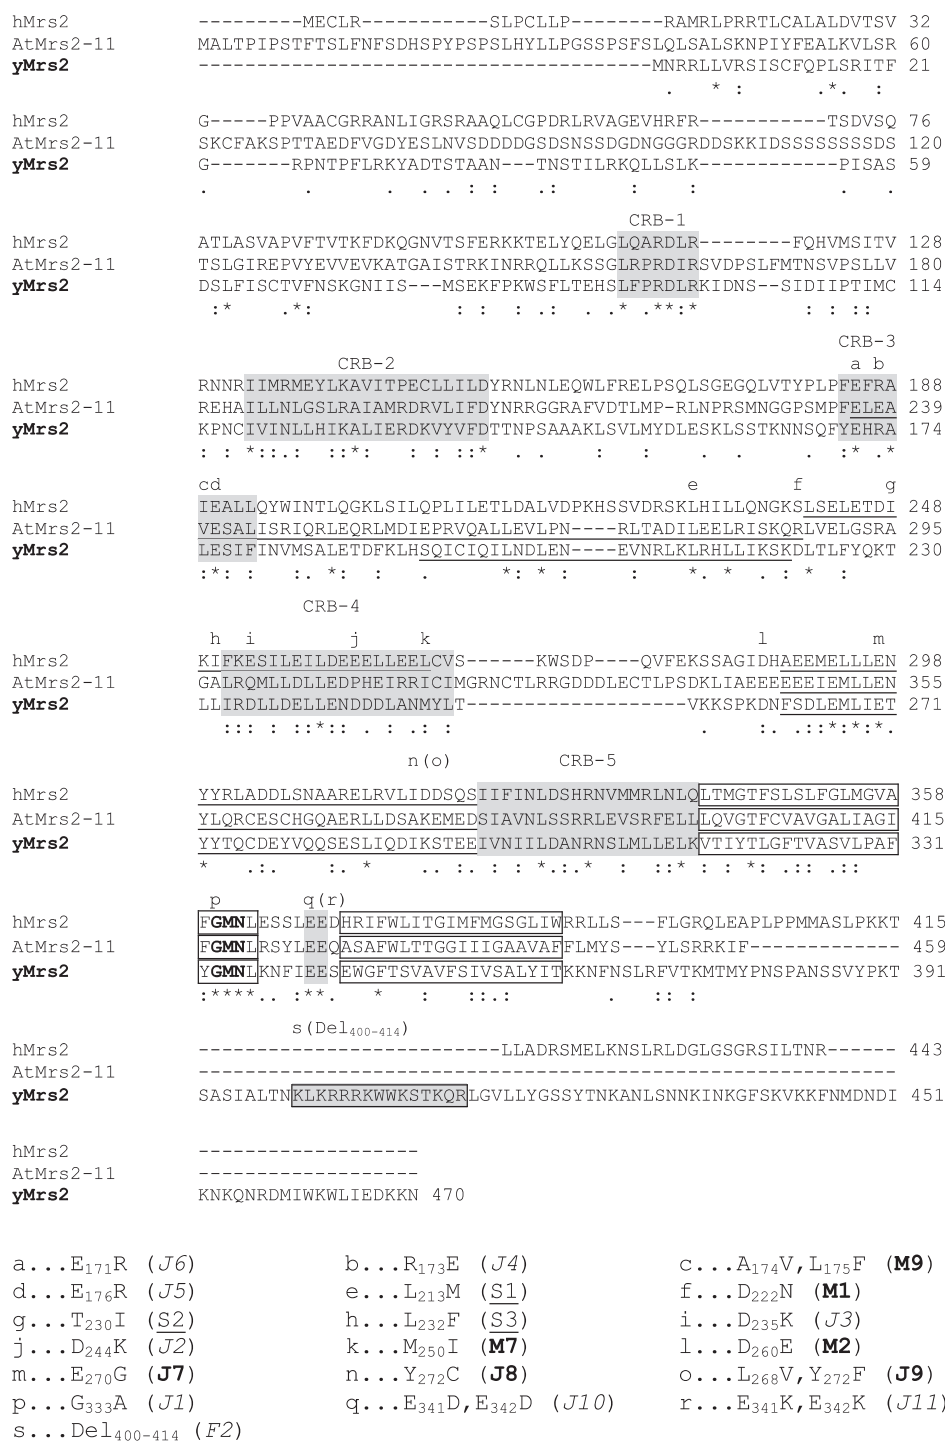 hMrs2 ---------MECLR-----------SLPCLLP--------RAMRLPRRTLCALALDVTSV 32
AtMrs2-11 MALTPIPSTFTSLFNFSDHSPYPSPSLHYLLPGSSPSFSLQLSALSKNPIYFEALKVLSR 60
yMrs2 ---------------------------------------MNRRLLVRSISCFQPLSRITF 21
. * : .*. :
hMrs2 G-----PPVAACGRRANLIGRSRAAQLCGPDRLRVAGEVHRFR-----------TSDVSQ 76
AtMrs2-11 SKCFAKSPTTAEDFVGDYESLNVSDDDDGSDSNSSDGDNGGGRDDSKKIDSSSSSSSSDS 120
yMrs2 G--------RPNTPFLRKYADTSTAAN--TNSTILRKQLLSLK------------PISAS 59
. . . . .: : : . .
CRB-1
hMrs2 ATLASVAPVFTVTKFDKQGNVTSFERKKTELYQELGLQARDLR--------FQHVMSITV 128
AtMrs2-11 TSLGIREPVYEVVEVKATGAISTRKINRRQLLKSSGLRPRDIRSVDPSLFMTNSVPSLLV 180
yMrs2 DSLFISCTVFNSKGNIIS---MSEKFPKWSFLTEHSLFPRDLRKIDNS--SIDIIPTIMC 114
:* .*: : : : : . .* .**:* : : ::
CRB-2
CRB-3
a b
hMrs2 RNNRIIMRMEYLKAVITPECLLILDYRNLNLEQWLFRELPSQLSGEGQLVTYPLPFEFRA 188
AtMrs2-11 REHAILLNLGSLRAIAMRDRVLIFDYNRRGGRAFVDTLMP-RLNPRSMNGGPSMPFELEA 239
yMrs2 KPNCIVINLLHIKALIERDKVYVFDTTNPSAAAKLSVLMYDLESKLSSTKNNSQFYEHRA 174
: : *::.: ::*: : : ::* . . : : . . . :* .*
cd e f g
hMrs2 IEALLQYWINTLQGKLSILQPLILETLDALVDPKHSSVDRSKLHILLQNGKSLSELETDI 248
AtMrs2-11 VESALISRIQRLEQRLMDIEPRVQALLEVLPN----RLTADILEELRISKQRLVELGSRA 295
yMrs2 LESIFINVMSALETDFKLHSQICIQILNDLEN----EVNRLKLRHLLIKSKDLTLFYQKT 230
:*: : : *: : . *: * : : * * . : * :
CRB-4
h i j k l m
hMrs2 KIFKESILEILDEEELLEELCVS------KWSDP---QVFEKSSAGIDHAEEMELLLEN 298
AtMrs2-11 GALRQMLLDLLEDPHEIRRICIMGRNCTLRRGDDDLECTLPSDKLIAEEEEEEIEMLLEN 355
yMrs2 LLIRDLLDELLENDDDLANMYLT--------------------VKKSPKDNFSDLEMLIET 271
::: : ::*:: . : .: : . : . .::**:*.
n(o) CRB-5
hMrs2 YYRLADDLSNAARELRVLIDDSQSIIFINLDSHRNVMMRLNLQLTMGTFSLSLFGLMGVA 358
AtMrs2-11 YLQRCESCHGQAERLLDSAKEMEDSIAVNLSSRRLEVSRFELLLQVGTFCVAVGALIAGI 415
yMrs2 YYTQCDEYVQQSESLIQDIKSTEEIVNIILDANRNSLMLLELKVTIYTLGFTVASVLPAF 331
* .:. : * . :. : : *.:.* : :.* : : *: .:: .::
p q(r)
hMrs2 FGMNLESSLEEDHRIFWLITGIMFMGSGLIWRRLLS---FLGRQLEAPLPPMMASLPKKT 415
AtMrs2-11 FGMNLRSYLEEQASAFWLTTGGIIIGAAVAFFLMYS---YLSRRKIF------------- 459
yMrs2 YGMNLKNFIEESEWGFTSVAVFSIVSALYITKKNFNSLRFVTKMTMYPNSPANSSVYPKT 391
:****.. :**. * : ::.: . :: :
s(Del400-414)
hMrs2 --------------------------LLADRSMELKNSLRLDGLGSGRSILTNR------ 443
AtMrs2-11 ------------------------------------------------------------
yMrs2 SASIALTNKLKRRRKWWKSTKQRLGVLLYGSSYTNKANLSNNKINKGFSKVKKFNMDNDI 451
hMrs2 -------------------
AtMrs2-11 -------------------
yMrs2 KNKQNRDMIWKWLIEDKKN 470
a...E171R (J6) b...R173E (J4) c...A174V,L175F (M9)
d...E176R (J5) e...L213M (S1) f...D222N (M1)
g...T230I (S2) h...L232F (S3) i...D235K (J3)
j...D244K (J2) k...M250I (M7) l...D260E (M2)
m...E270G (J7) n...Y272C (J8) o...L268V,Y272F (J9)
p...G333A (J1) q...E341D,E342D (J10) r...E341K,E342K (J11)
s...Del400-414 (F2)